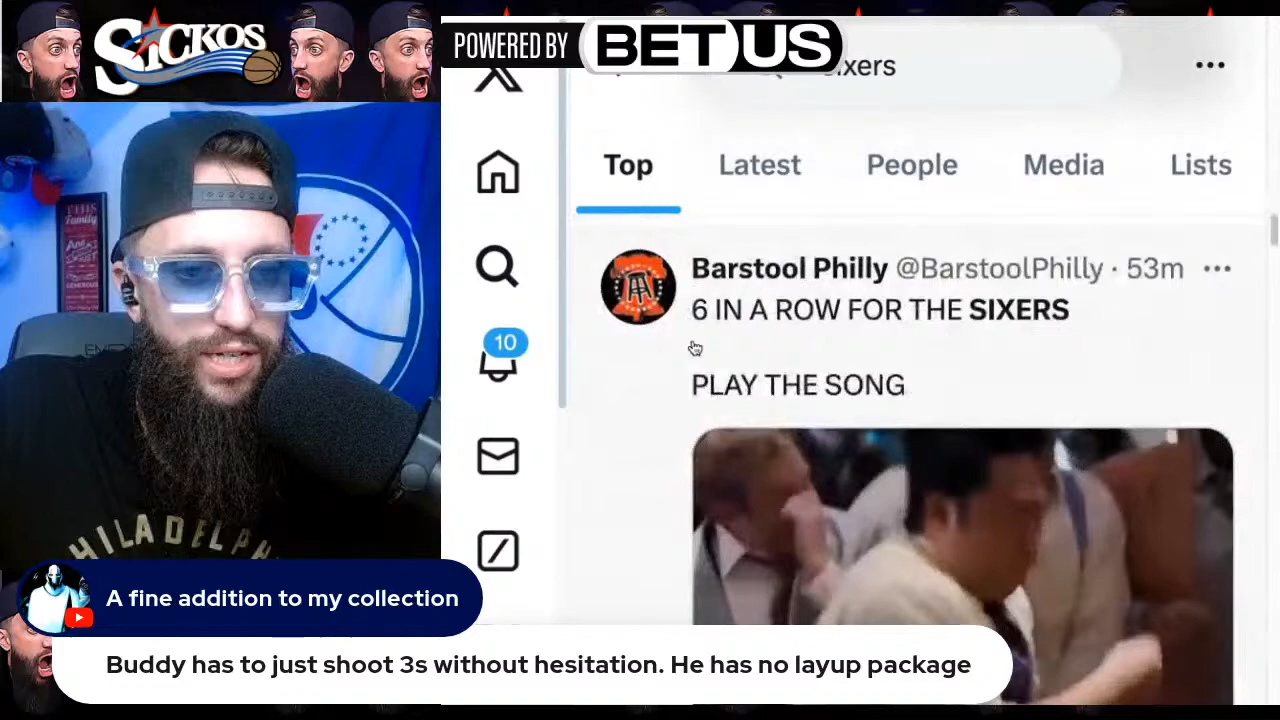 SICKOS
POWERED BY BETUS
Sixers
Top Latest People Media Lists
Barstool Philly @BarstoolPhilly · 53m
6 IN A ROW FOR THE SIXERS
10
PLAY THE SONG
A fine addition to my collection
Buddy has to just shoot 3s without hesitation. He has no layup package